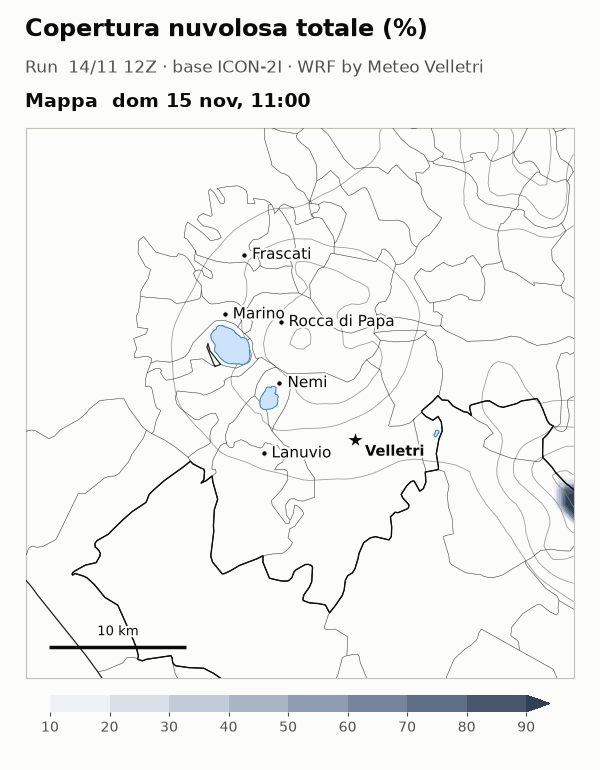 Copertura nuvolosa totale (%)
Run  14/11 12Z · base ICON-2I · WRF by Meteo Velletri
Mappa  dom 15 nov, 11:00
Frascati
Marino
Rocca di Papa
Nemi
Velletri
Lanuvio
10 km
10 20 30 40 50 60 70 80 90